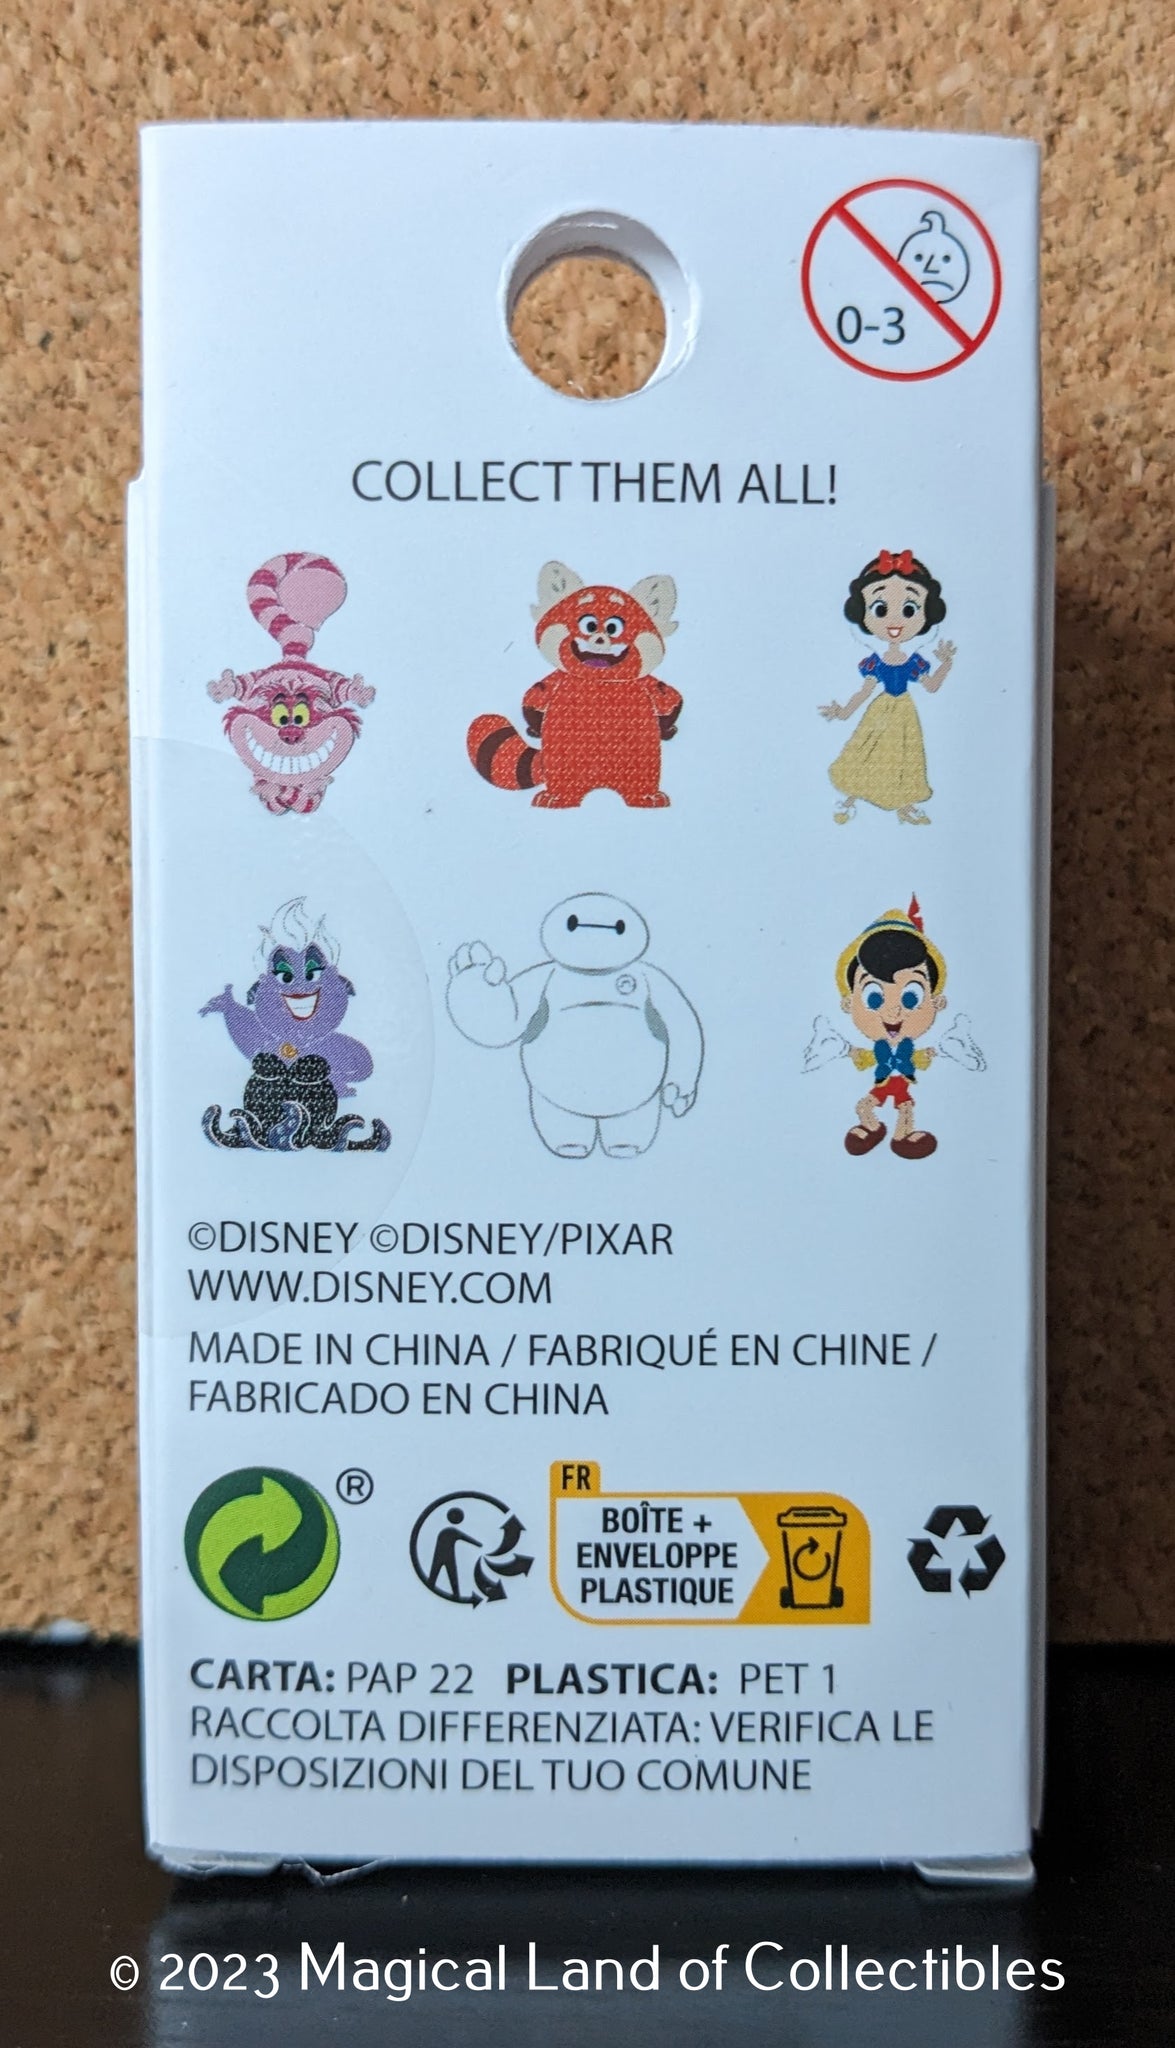 0-3
COLLECT THEM ALL!
©DISNEY ©DISNEY/PIXAR
WWW.DISNEY.COM
MADE IN CHINA / FABRIQUÉ EN CHINE /
FABRICADO EN CHINA
®
FR
BOÎTE +
ENVELOPPE
PLASTIQUE
CARTA: PAP 22 PLASTICA: PET 1
RACCOLTA DIFFERENZIATA: VERIFICA LE
DISPOSIZIONI DEL TUO COMUNE
© 2023 Magical Land of Collectibles